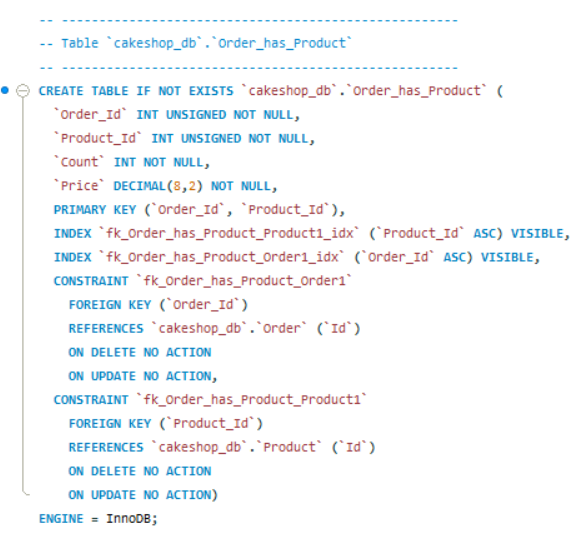 -- -----------------------------------------------------
-- Table `cakeshop_db`.`Order_has_Product`
-- -----------------------------------------------------
CREATE TABLE IF NOT EXISTS `cakeshop_db`.`Order_has_Product` (
  `Order_Id` INT UNSIGNED NOT NULL,
  `Product_Id` INT UNSIGNED NOT NULL,
  `Count` INT NOT NULL,
  `Price` DECIMAL(8,2) NOT NULL,
  PRIMARY KEY (`Order_Id`, `Product_Id`),
  INDEX `fk_Order_has_Product_Product1_idx` (`Product_Id` ASC) VISIBLE,
  INDEX `fk_Order_has_Product_Order1_idx` (`Order_Id` ASC) VISIBLE,
  CONSTRAINT `fk_Order_has_Product_Order1`
    FOREIGN KEY (`Order_Id`)
    REFERENCES `cakeshop_db`.`Order` (`Id`)
    ON DELETE NO ACTION
    ON UPDATE NO ACTION,
  CONSTRAINT `fk_Order_has_Product_Product1`
    FOREIGN KEY (`Product_Id`)
    REFERENCES `cakeshop_db`.`Product` (`Id`)
    ON DELETE NO ACTION
    ON UPDATE NO ACTION)
ENGINE = InnoDB;